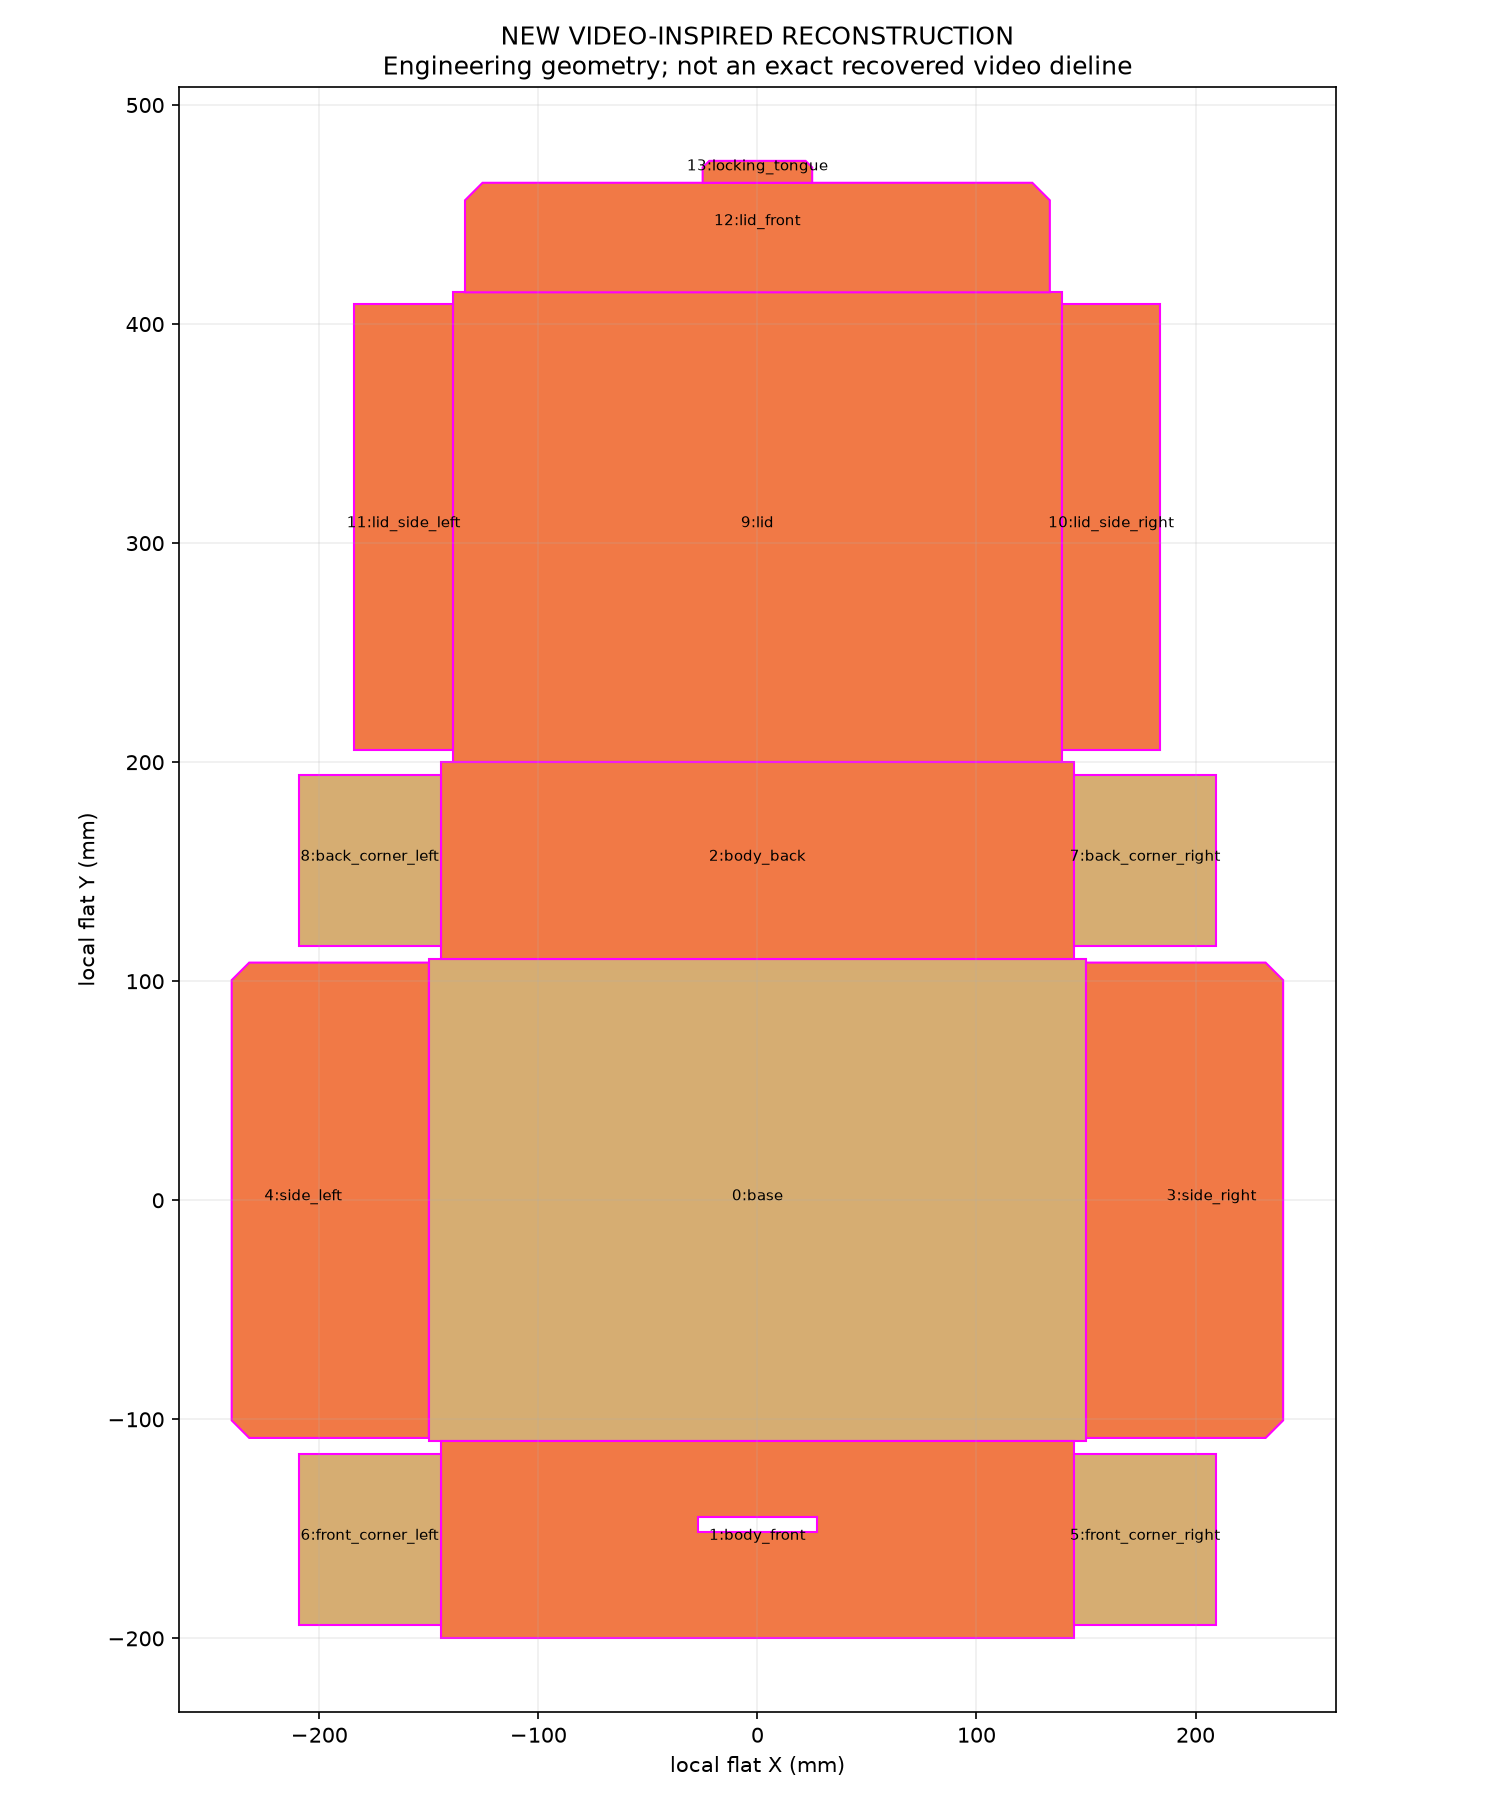 NEW VIDEO-INSPIRED RECONSTRUCTION
Engineering geometry; not an exact recovered video dieline
500
13:locking_tongue
12:lid_front
400
11:lid_side_left
9:lid
10:lid_side_right
300
200
8:back_corner_left
2:body_back
7:back_corner_right
local flat Y (mm)
100
4:side_left
0:base
3:side_right
0
−100
6:front_corner_left
1:body_front
5:front_corner_right
−200
−200
−100
0
100
200
local flat X (mm)